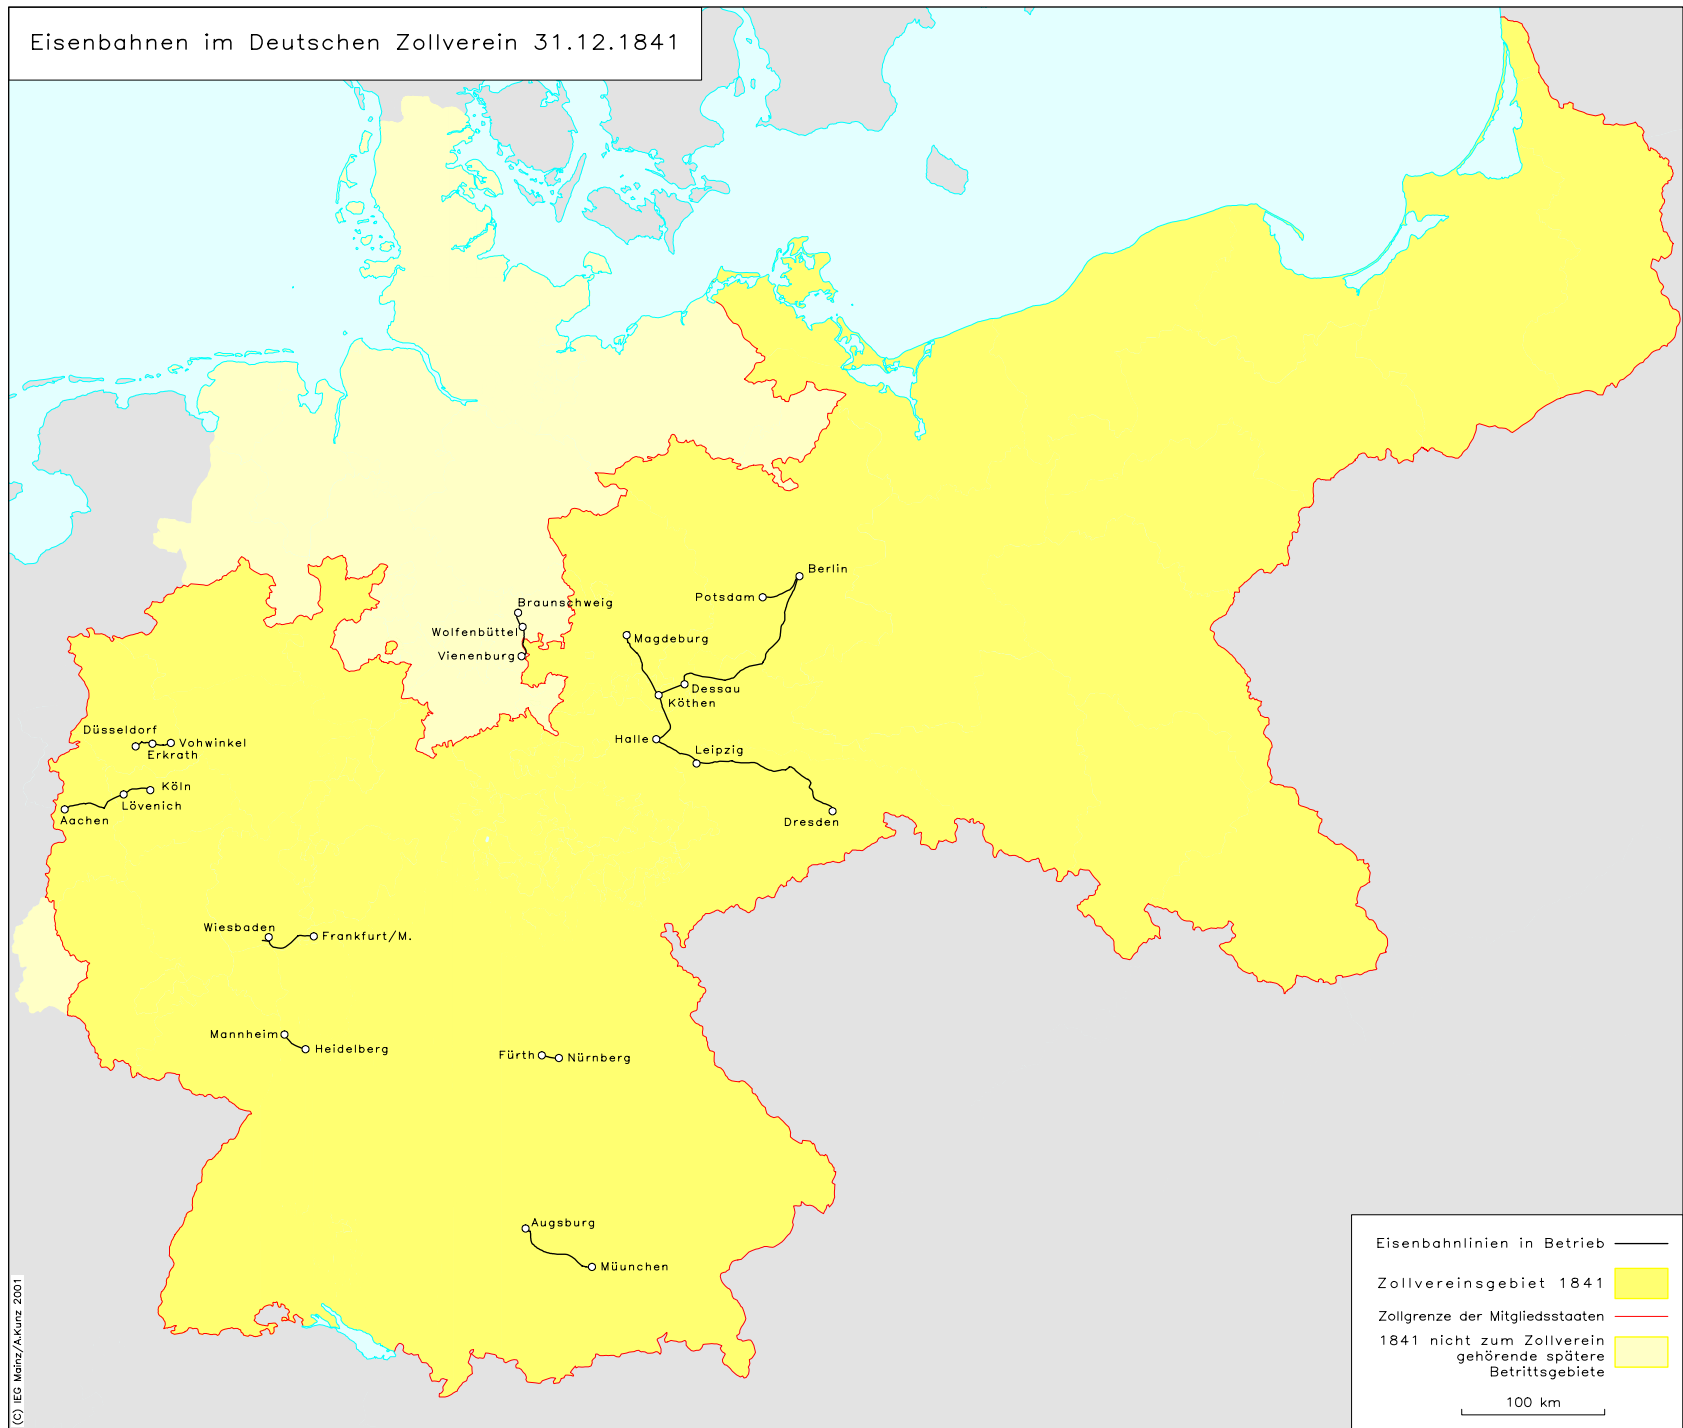 Eisenbahnen im Deutschen Zollverein 31.12.1841
Berlin
Potsdam
Braunschweig
Wolfenbüttel
Magdeburg
Vienenburg
Dessau
Köthen
Düsseldorf
Vohwinkel
Erkrath
Halle
Leipzig
Köln
Lövenich
Aachen
Dresden
Wiesbaden
Frankfurt/M.
Mannheim
Heidelberg
Fürth
Nürnberg
Augsburg
Müunchen
Eisenbahnlinien in Betrieb
Zollvereinsgebiet 1841
Zollgrenze der Mitgliedsstaaten
1841 nicht zum Zollverein
gehörende spätere
Betrittsgebiete
100 km
(C) IEG Mainz/A.Kunz 2001